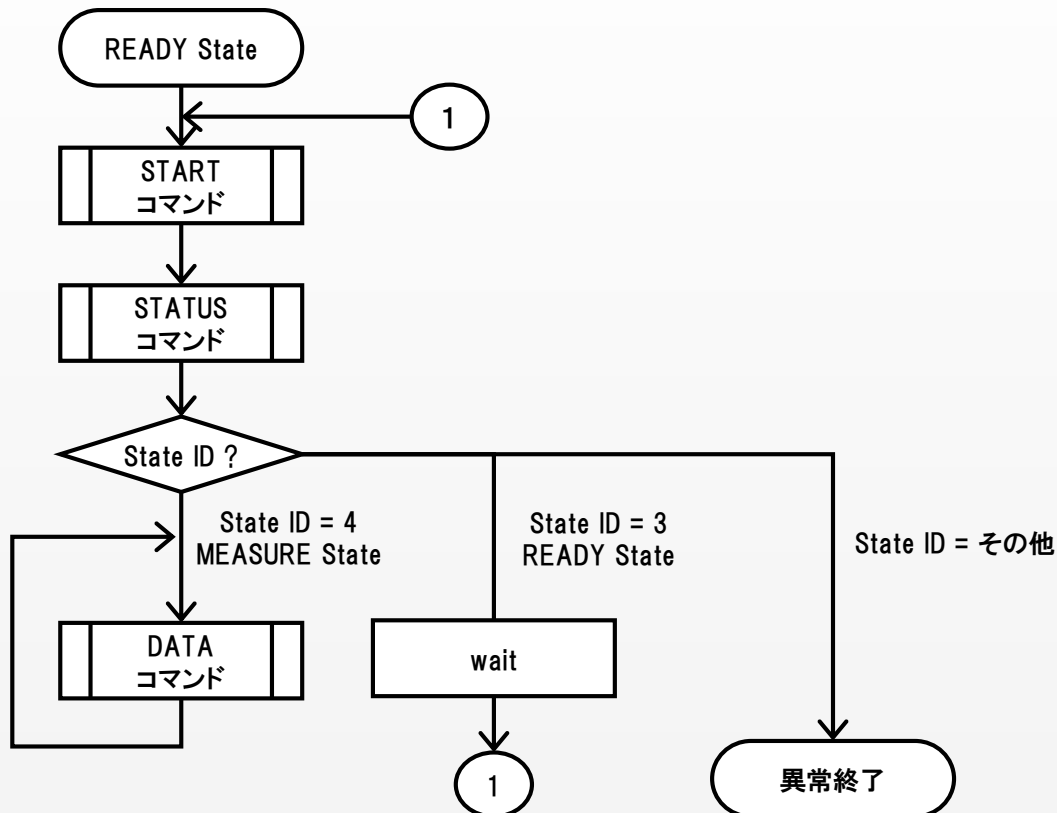 READY State
1
START
コマンド
STATUS
コマンド
State ID ?
State ID = 4
MEASURE State
State ID = 3
READY State
State ID = その他
DATA
コマンド
wait
1
異常終了